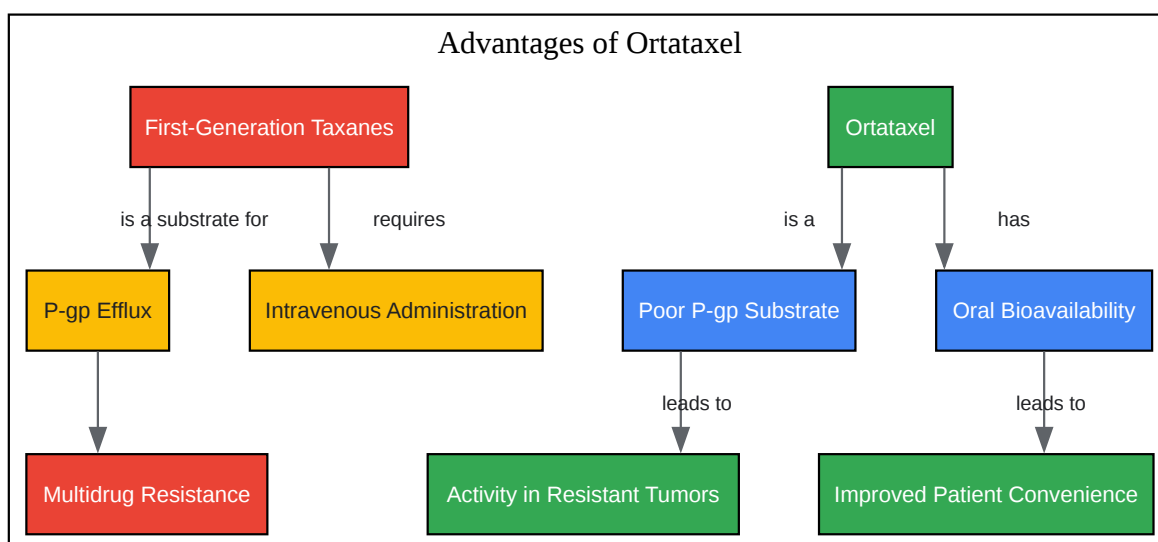 Advantages of Ortataxel
First-Generation Taxanes
Ortataxel
is a substrate for
requires
is a
has
P-gp Efflux
Intravenous Administration
Poor P-gp Substrate
Oral Bioavailability
leads to
leads to
Multidrug Resistance
Activity in Resistant Tumors
Improved Patient Convenience